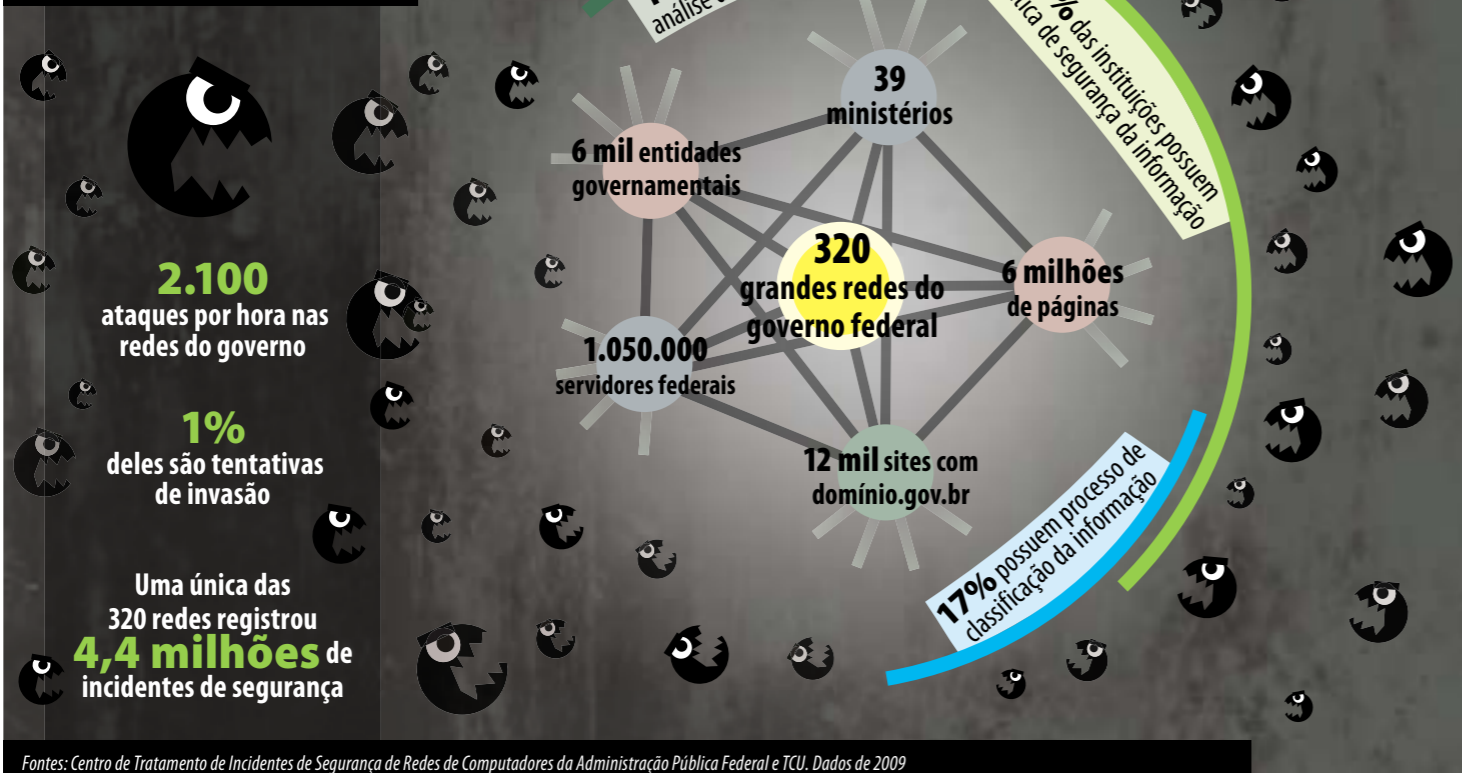 análise
% das instituições possuem
de segurança da informação
39
ministérios
6 mil entidades
governamentais
320
grandes redes do
governo federal
6 milhões
de páginas
1.050.000
servidores federais
12 mil sites com
domínio.gov.br
17% possuem processo de
classificação da informação
2.100
ataques por hora nas
redes do governo
1%
deles são tentativas
de invasão
Uma única das
320 redes registrou
4,4 milhões de
incidentes de segurança
Fontes: Centro de Tratamento de Incidentes de Segurança de Redes de Computadores da Administração Pública Federal e TCU. Dados de 2009